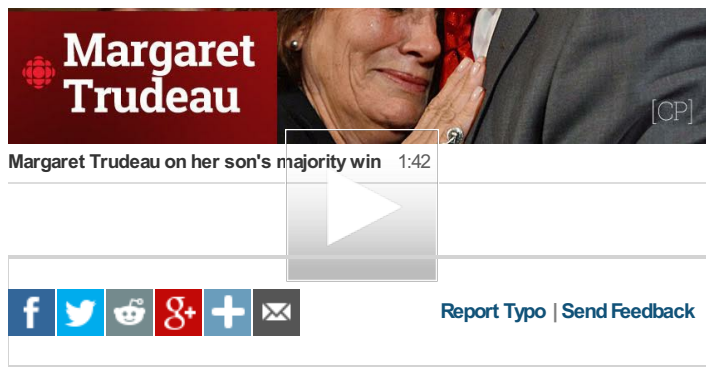 Margaret
Trudeau
[CP]
Margaret Trudeau on her son's majority win 1:42
f g+
Report Typo | Send Feedback